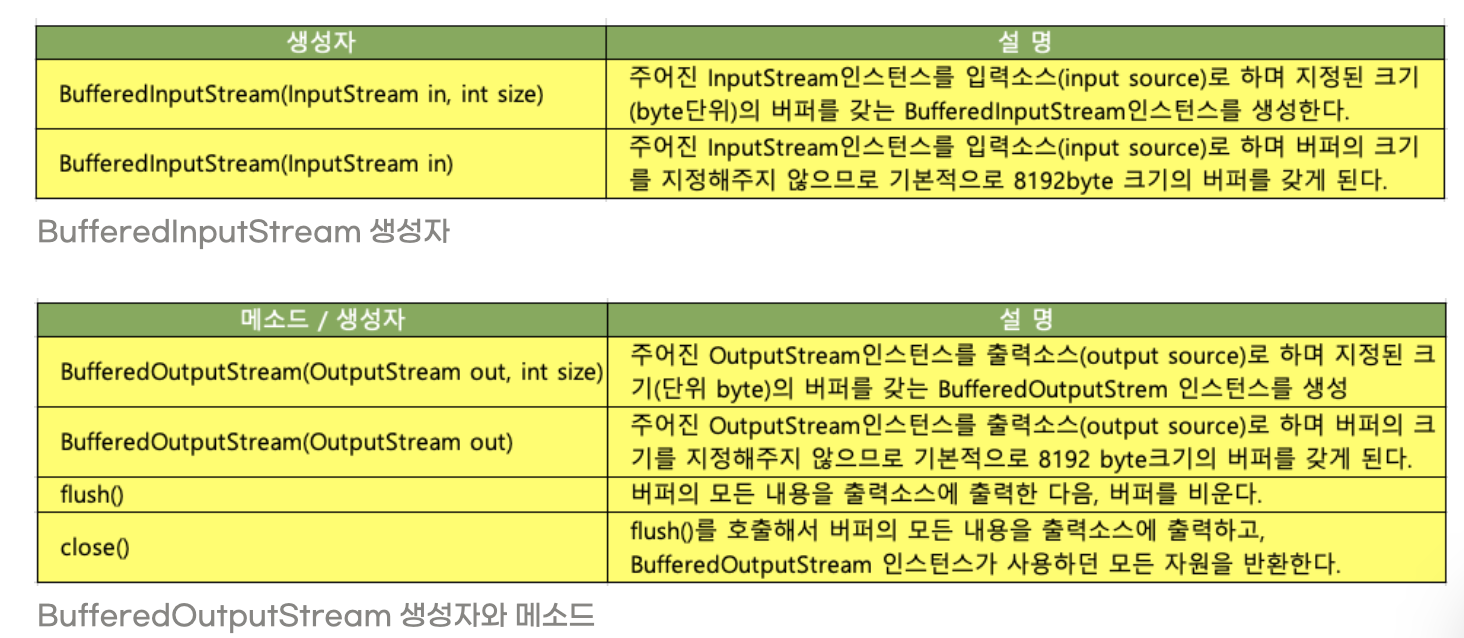 생성자
설 명
BufferedInputStream(InputStream in, int size)
주어진 InputStream인스턴스를 입력소스(input source)로 하며 지정된 크기
(byte단위)의 버퍼를 갖는 BufferedInputStream인스턴스를 생성한다.
BufferedInputStream(InputStream in)
주어진 InputStream인스턴스를 입력소스(input source)로 하며 버퍼의 크기
를 지정해주지 않으므로 기본적으로 8192byte 크기의 버퍼를 갖게 된다.
BufferedInputStream 생성자
메소드 / 생성자
설 명
BufferedOutputStream(OutputStream out, int size)
주어진 OutputStream인스턴스를 출력소스(output source)로 하며 지정된 크
기(단위 byte)의 버퍼를 갖는 BufferedOutputStrem 인스턴스를 생성
BufferedOutputStream(OutputStream out)
주어진 OutputStream인스턴스를 출력소스(output source)로 하며 버퍼의 크
기를 지정해주지 않으므로 기본적으로 8192 byte크기의 버퍼를 갖게 된다.
flush()
버퍼의 모든 내용을 출력소스에 출력한 다음, 버퍼를 비운다.
close()
flush()를 호출해서 버퍼의 모든 내용을 출력소스에 출력하고,
BufferedOutputStream 인스턴스가 사용하던 모든 자원을 반환한다.
BufferedOutputStream 생성자와 메소드